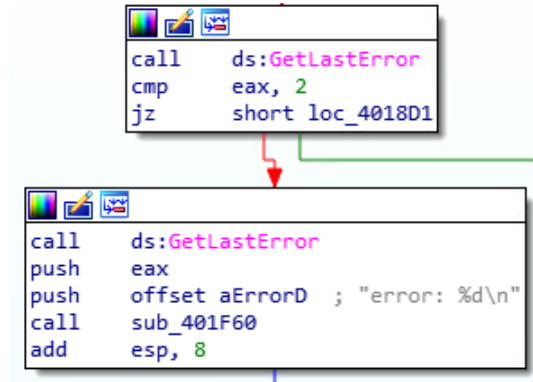 call ds:GetLastError
cmp eax, 2
jz short loc_4018D1
call ds:GetLastError
push eax
push offset aErrorD ; "error: %d\n"
call sub_401F60
add esp, 8